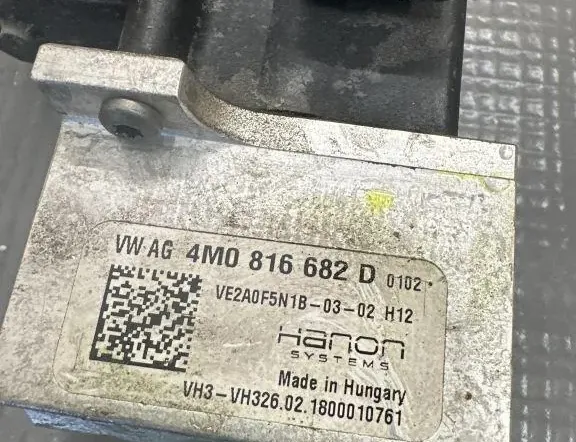 VW AG 4M0 816 682 D 0102
VE2A0F5N1B-03-02 H12
Hanon
SYSTEMS
Made in Hungary
VH3-VH326.02.1800010761